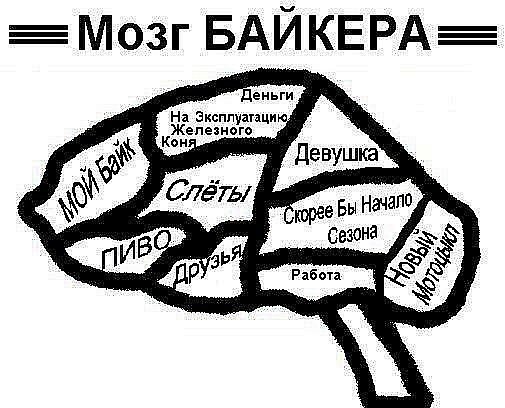 Мозг БАЙКЕРА
Деньги
На Эксплуатацию
Железного
Коня
Девушка
МОЙ Байк
Слёты
Скорее Бы Начало
Сезона
ПИВО
Друзья
Работа
Новый
Мотоцыкл